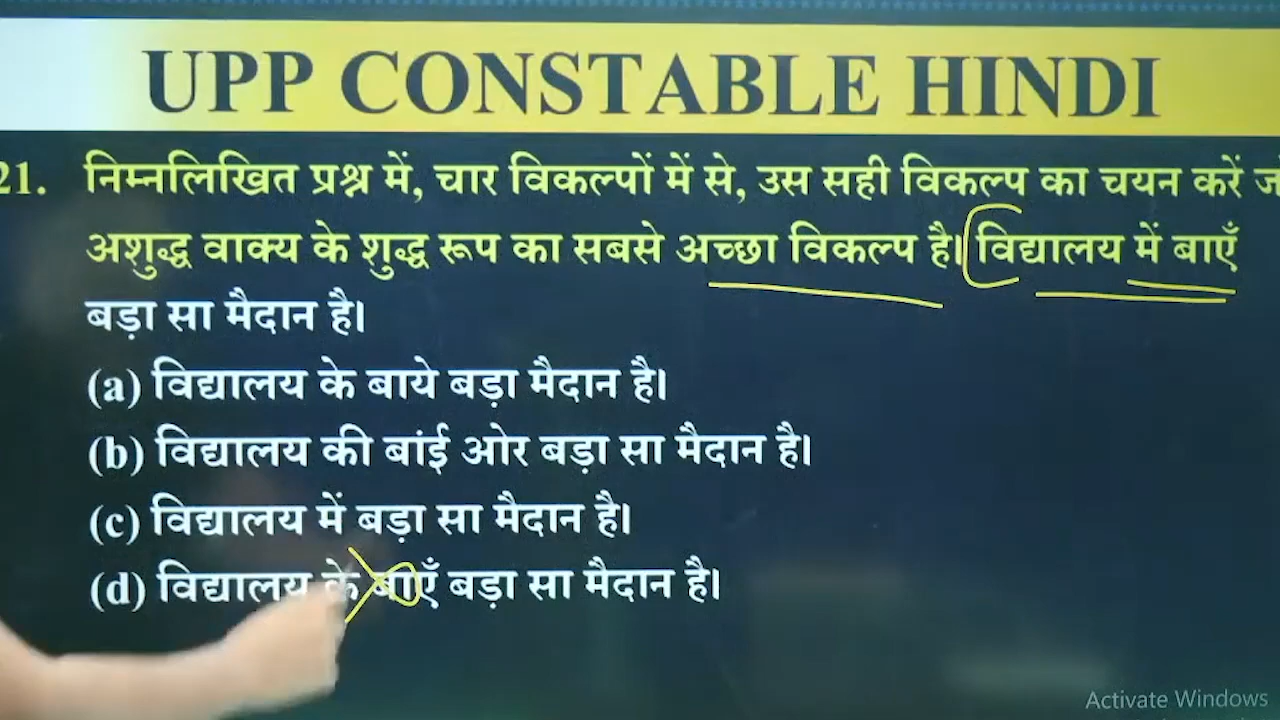 UPP CONSTABLE HINDI
21. निम्नलिखित प्रश्न में, चार विकल्पों में से, उस सही विकल्प का चयन करें
अशुद्ध वाक्य के शुद्ध रूप का सबसे अच्छा विकल्प है। विद्यालय में बाएँ
बड़ा सा मैदान है।
(a) विद्यालय के बाये बड़ा मैदान है।
(b) विद्यालय की बांई ओर बड़ा सा मैदान है।
(c) विद्यालय में बड़ा सा मैदान है।
(d) विद्यालय के बाएँ बड़ा सा मैदान है।
Activate Windows